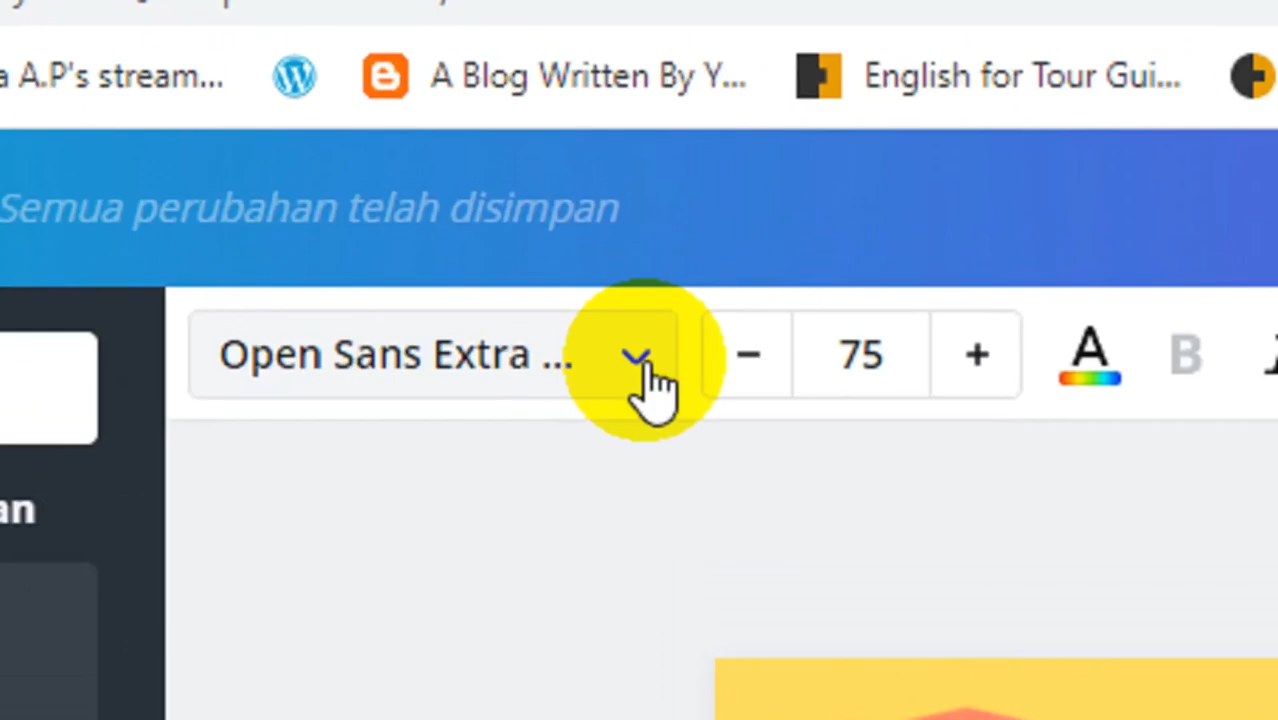 a A.P's stream... A Blog Written By Y... English for Tour Gui...
Semua perubahan telah disimpan
Open Sans Extra ... − 75 + A B
an